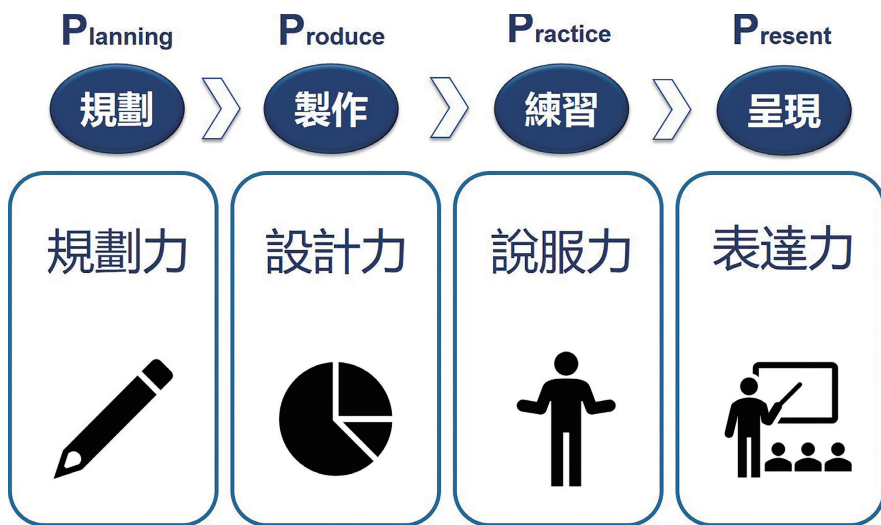 Planning
Produce
Practice
Present
規劃
製作
練習
呈現
規劃力
設計力
說服力
表達力